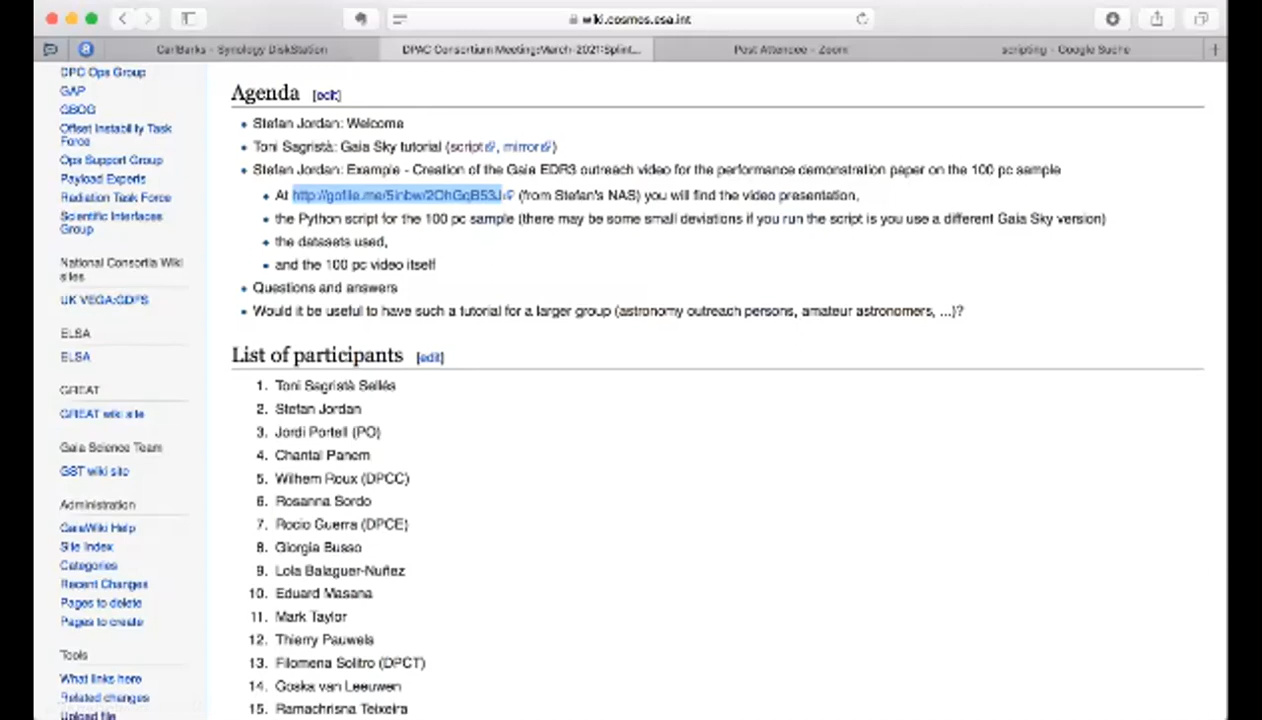 wiki.cosmos.esa.int
CarlBarks - Synology DiskStation
DPAC Consortium Meeting:March-2021:Splint...
Post Attendee - Zoom
scripting - Google Suche
DPC Ops Group
GAP
GBOG
Offset Instability Task
Force
Ops Support Group
Payload Experts
Radiation Task Force
Scientific Interfaces
Group
National Consortia Wiki
sites
UK VEGA:GDFS
ELSA
ELSA
GREAT
GREAT wiki site
Gaia Science Team
GST wiki site
Administration
GaiaWiki Help
Site Index
Categories
Recent Changes
Pages to delete
Pages to create
Tools
What links here
Related changes
Upload file
Agenda [edit]
Stefan Jordan: Welcome
Toni Sagristà: Gaia Sky tutorial (script, mirror)
Stefan Jordan: Example - Creation of the Gaia EDR3 outreach video for the performance demonstration paper on the 100 pc sample
At (from Stefan's NAS) you will find the video presentation,
the Python script for the 100 pc sample (there may be some small deviations if you run the script is you use a different Gaia Sky version)
the datasets used,
and the 100 pc video itself
Questions and answers
Would it be useful to have such a tutorial for a larger group (astronomy outreach persons, amateur astronomers, ...)?
List of participants [edit]
1. Toni Sagristà Sellés
2. Stefan Jordan
3. Jordi Portell (PO)
4. Chantal Panem
5. Wilhem Roux (DPCC)
6. Rosanna Sordo
7. Rocio Guerra (DPCE)
8. Giorgia Busso
9. Lola Balaguer-Nuñez
10. Eduard Masana
11. Mark Taylor
12. Thierry Pauwels
13. Filomena Solitro (DPCT)
14. Goska van Leeuwen
15. Ramachrisna Teixeira